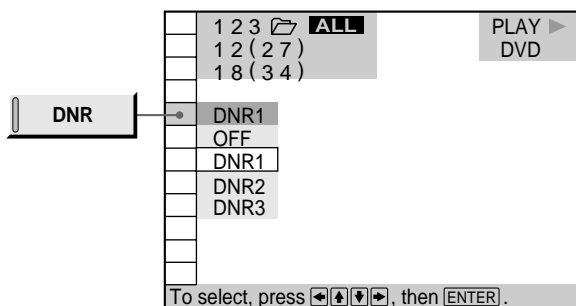 1 2 3 ALL PLAY
1 2 ( 2 7 ) DVD
1 8 ( 3 4 )
DNR
DNR1
OFF
DNR1
DNR2
DNR3
To select, press ←↑↓→, then ENTER.